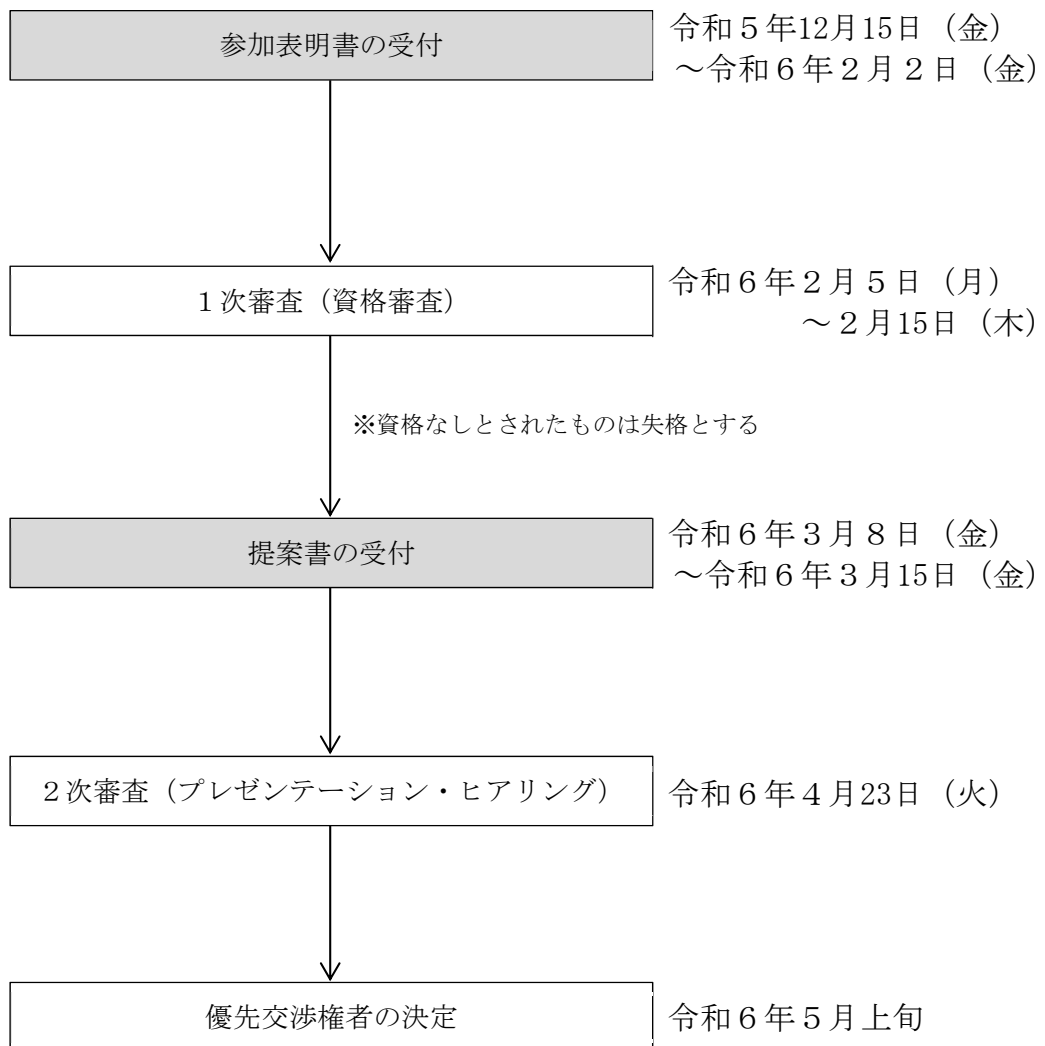 参加表明書の受付
令和５年12月15日（金）
～令和６年２月２日（金）
１次審査（資格審査）
令和６年２月５日（月）
～２月15日（木）
※資格なしとされたものは失格とする
提案書の受付
令和６年３月８日（金）
～令和６年３月15日（金）
２次審査（プレゼンテーション・ヒアリング）
令和６年４月23日（火）
優先交渉権者の決定
令和６年５月上旬